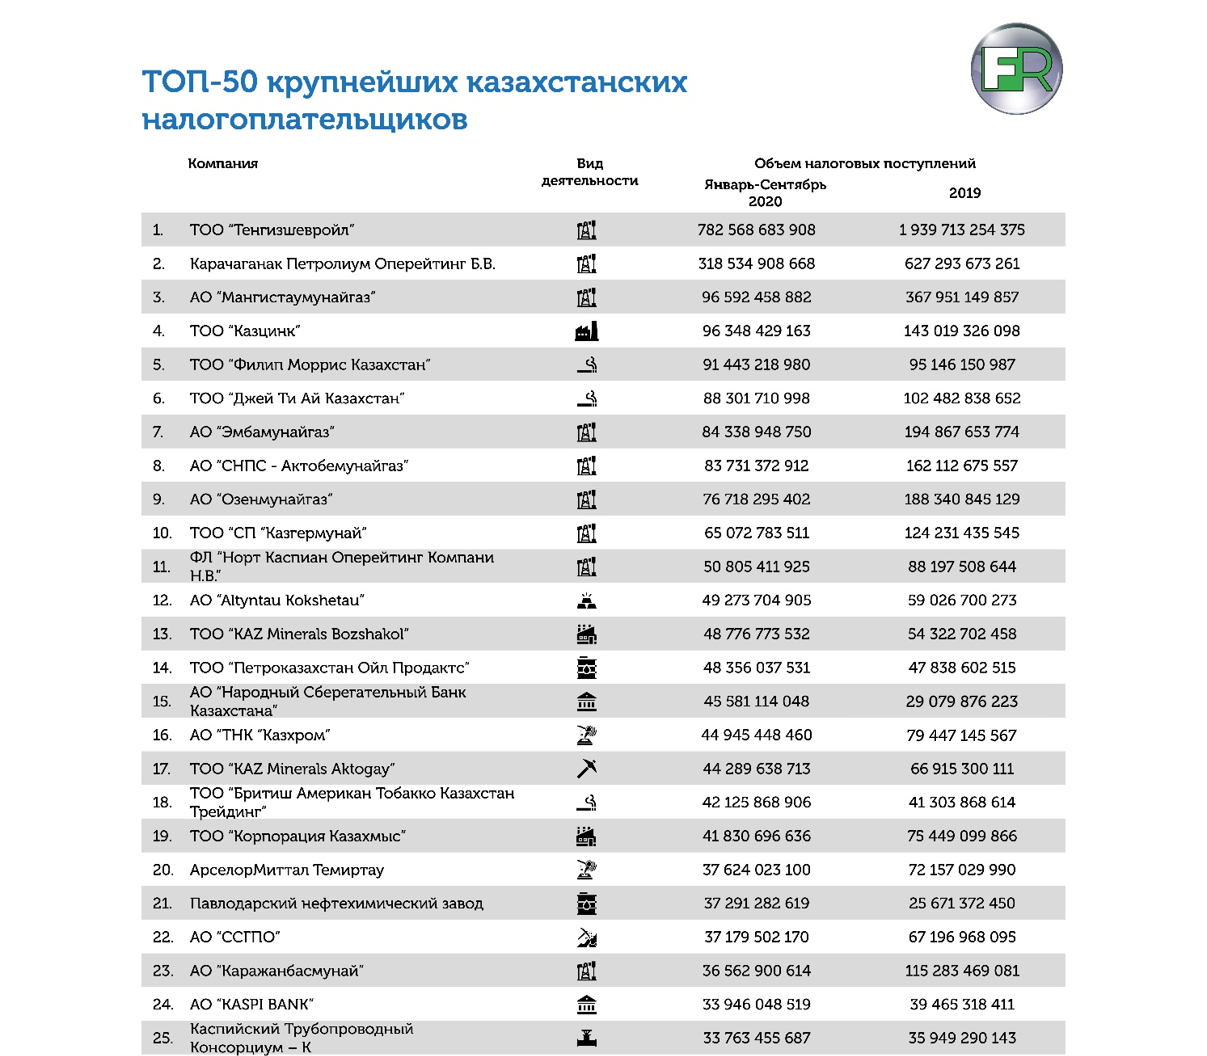 FR
ТОП-50 крупнейших казахстанских
налогоплательщиков
Компания Вид деятельности Объем налоговых поступлений
Январь-Сентябрь 2020 2019
1. ТОО “Тенгизшевройл” 782 568 683 908 1 939 713 254 375
2. Карачаганак Петролиум Оперейтинг Б.В. 318 534 908 668 627 293 673 261
3. АО “Мангистаумунайгаз” 96 592 458 882 367 951 149 857
4. ТОО “Казцинк” 96 348 429 163 143 019 326 098
5. ТОО “Филип Моррис Казахстан” 91 443 218 980 95 146 150 987
6. ТОО “Джей Ти Ай Казахстан” 88 301 710 998 102 482 838 652
7. АО “Эмбамунайгаз” 84 338 948 750 194 867 653 774
8. АО “СНПС - Актобемунайгаз” 83 731 372 912 162 112 675 557
9. АО “Озенмунайгаз” 76 718 295 402 188 340 845 129
10. ТОО “СП “Казгермунай” 65 072 783 511 124 231 435 545
11. ФЛ “Норт Каспиан Оперейтинг Компани
Н.В.” 50 805 411 925 88 197 508 644
12. АО “Altyntau Kokshetau” 49 273 704 905 59 026 700 273
13. ТОО “KAZ Minerals Bozshakol” 48 776 773 532 54 322 702 458
14. ТОО “Петроказахстан Ойл Продактс” 48 356 037 531 47 838 602 515
15. АО “Народный Сберегательный Банк
Казахстана” 45 581 114 048 29 079 876 223
16. АО “ТНК “Казхром” 44 945 448 460 79 447 145 567
17. ТОО “KAZ Minerals Aktogay” 44 289 638 713 66 915 300 111
18. ТОО “Бритиш Американ Тобакко Казахстан
Трейдинг” 42 125 868 906 41 303 868 614
19. ТОО “Корпорация Казахмыс” 41 830 696 636 75 449 099 866
20. АрселорМиттал Темиртау 37 624 023 100 72 157 029 990
21. Павлодарский нефтехимический завод 37 291 282 619 25 671 372 450
22. АО “ССГПО” 37 179 502 170 67 196 968 095
23. АО “Каражанбасмунай” 36 562 900 614 115 283 469 081
24. АО “KASPI BANK” 33 946 048 519 39 465 318 411
25. Каспийский Трубопроводный
Консорциум – К 33 763 455 687 35 949 290 143